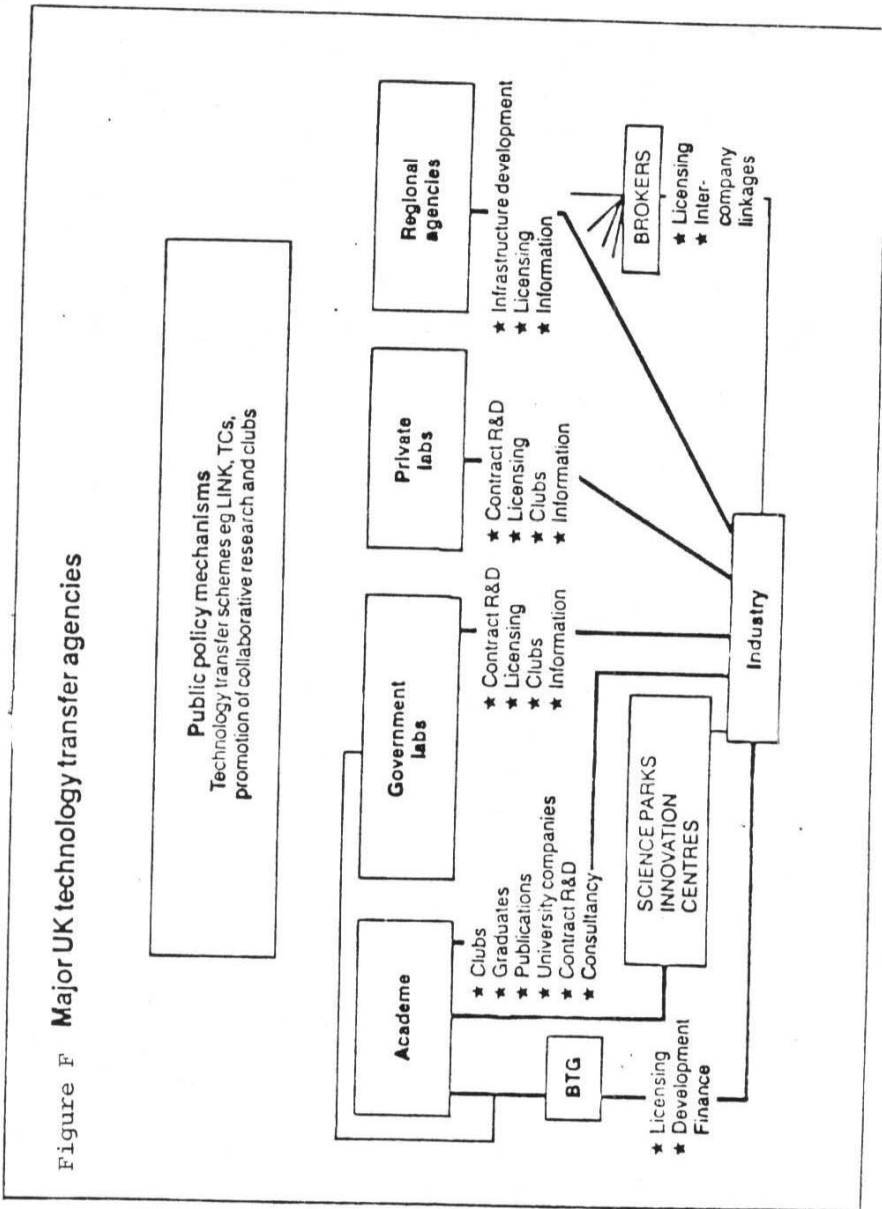 Figure F Major UK technology transfer agencies
Public policy mechanisms
Technology transfer schemes eg LINK, TCs,
promotion of collaborative research and clubs
Academe
Government
labs
Private
labs
Regional
agencies
★ Clubs
★ Graduates
★ Publications
★ University companies
★ Contract R&D
★ Consultancy
★ Contract R&D
★ Licensing
★ Clubs
★ Information
★ Contract R&D
★ Licensing
★ Clubs
★ Information
★ Infrastructure development
★ Licensing
★ Information
BTG
★ Licensing
★ Development
Finance
SCIENCE PARKS
INNOVATION
CENTRES
BROKERS
★ Licensing
★ Inter-
company
linkages
Industry